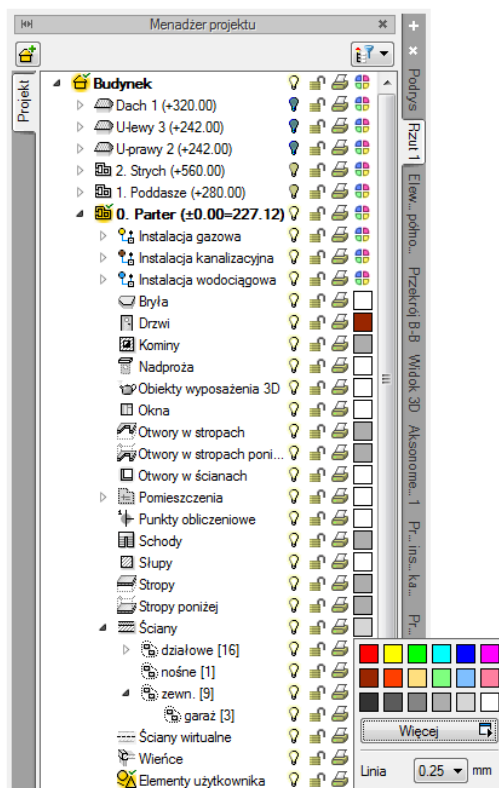 Menadżer projektu
Projekt
Budynek
Dach 1 (+320.00)
U-lewy 3 (+242.00)
U-prawy 2 (+242.00)
2. Strych (+560.00)
1. Poddasze (+280.00)
0. Parter (±0.00=227.12)
Instalacja gazowa
Instalacja kanalizacyjna
Instalacja wodociągowa
Bryła
Drzwi
Kominy
Nadproża
Obiekty wyposażenia 3D
Okna
Otwory w stropach
Otwory w stropach poni...
Otwory w ścianach
Pomieszczenia
Punkty obliczeniowe
Schody
Słupy
Stropy
Stropy poniżej
Ściany
działowe [16]
nośne [1]
zewn. [9]
garaż [3]
Ściany wirtualne
Wieńce
Elementy użytkownika
Podrys
Rzut 1
Elew... półno...
Przekrój B-B
Widok 3D
Aksonome... 1
Pr... ins... ka...
Pr...
Więcej
Linia 0.25 mm